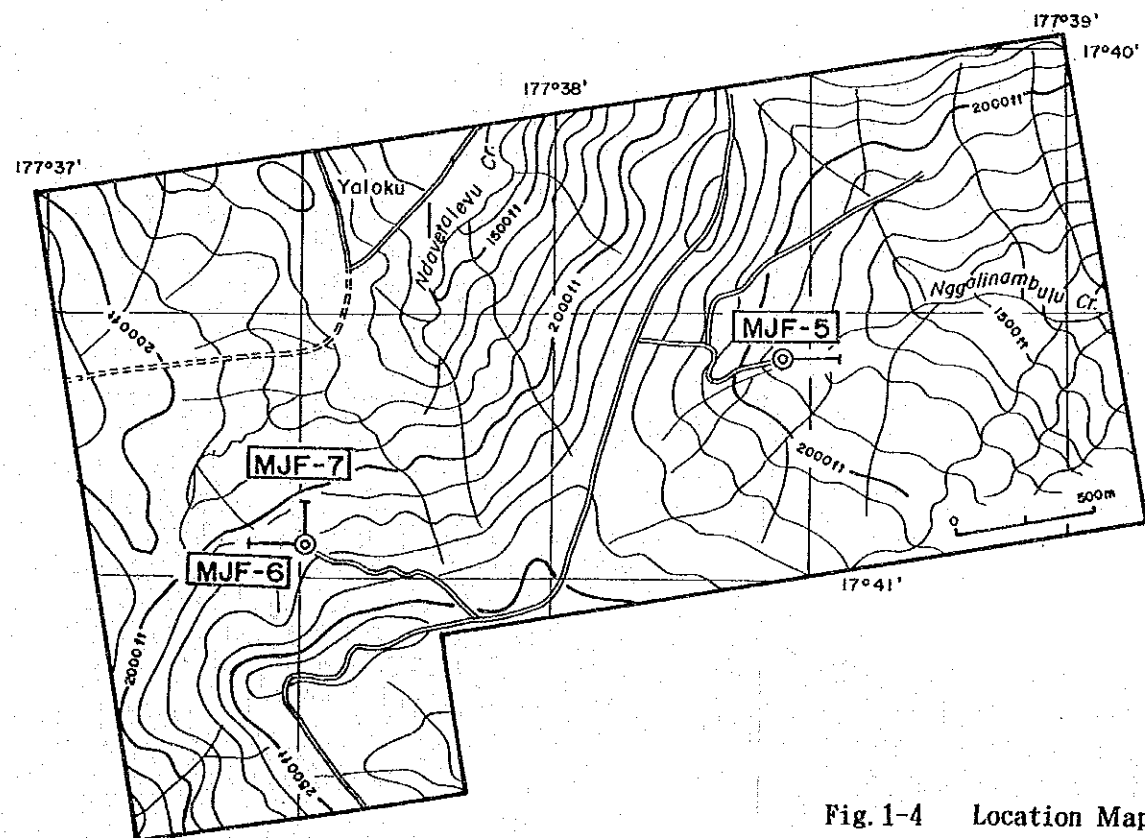 177°39'
17°40'
177°38'
2000ft
177°37'
Yaloku
Ndavetalevu Cr.
1500ft
Nggalinambulu Cr.
2000ft
2000ft
MJF-5
1500ft
2000ft
MJF-7
500m
0
MJF-6
17°41'
2000ft
2500ft
Fig. 1-4 Location Map